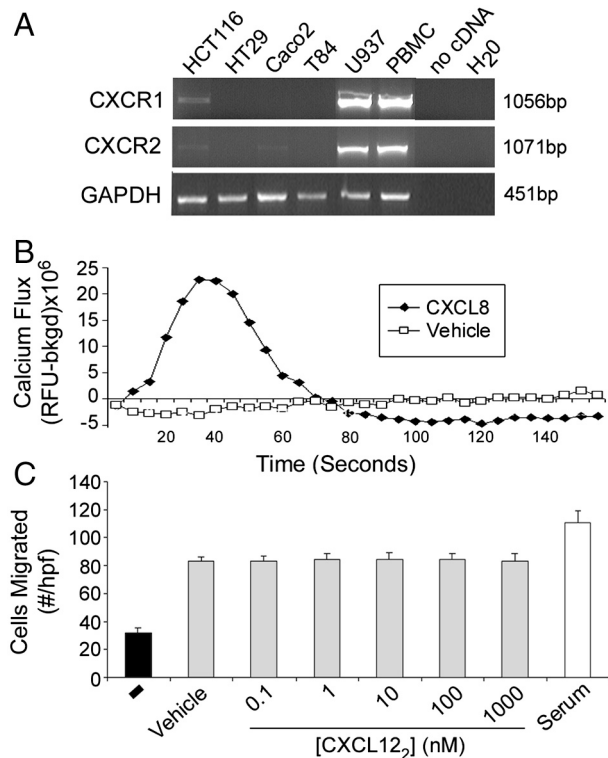 A
HCT116 HT29 Caco2 T84 U937 PBMC no cDNA H20
CXCR1 1056bp
CXCR2 1071bp
GAPDH 451bp
B
Calcium Flux
(RFU-bkgd)x10⁶
25
20
15
10
5
0
-5
20 40 60 80 100 120 140
Time (Seconds)
CXCL8
Vehicle
C
Cells Migrated
(#/hpf)
140
120
100
80
60
40
20
0
- Vehicle 0.1 1 10 100 1000 Serum
[CXCL12₂] (nM)